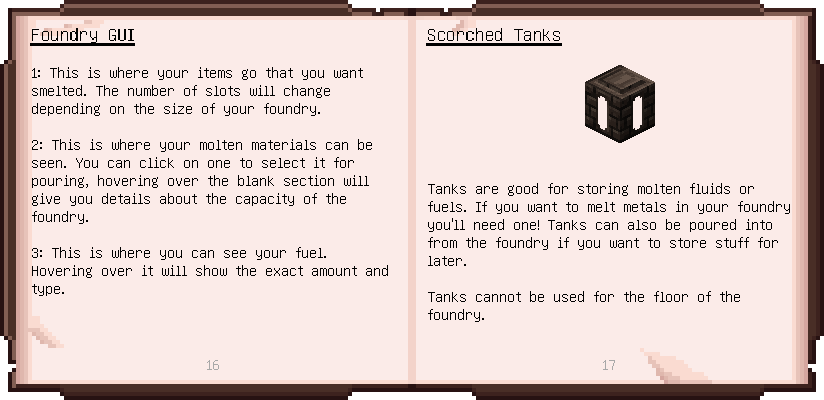 Foundry GUI
1: This is where your items go that you want
smelted. The number of slots will change
depending on the size of your foundry.
2: This is where your molten materials can be
seen. You can click on one to select it for
pouring, hovering over the blank section will
give you details about the capacity of the
foundry.
3: This is where you can see your fuel.
Hovering over it will show the exact amount and
type.
16
Scorched Tanks
Tanks are good for storing molten fluids or
fuels. If you want to melt metals in your foundry
you'll need one! Tanks can also be poured into
from the foundry if you want to store stuff for
later.
Tanks cannot be used for the floor of the
foundry.
17